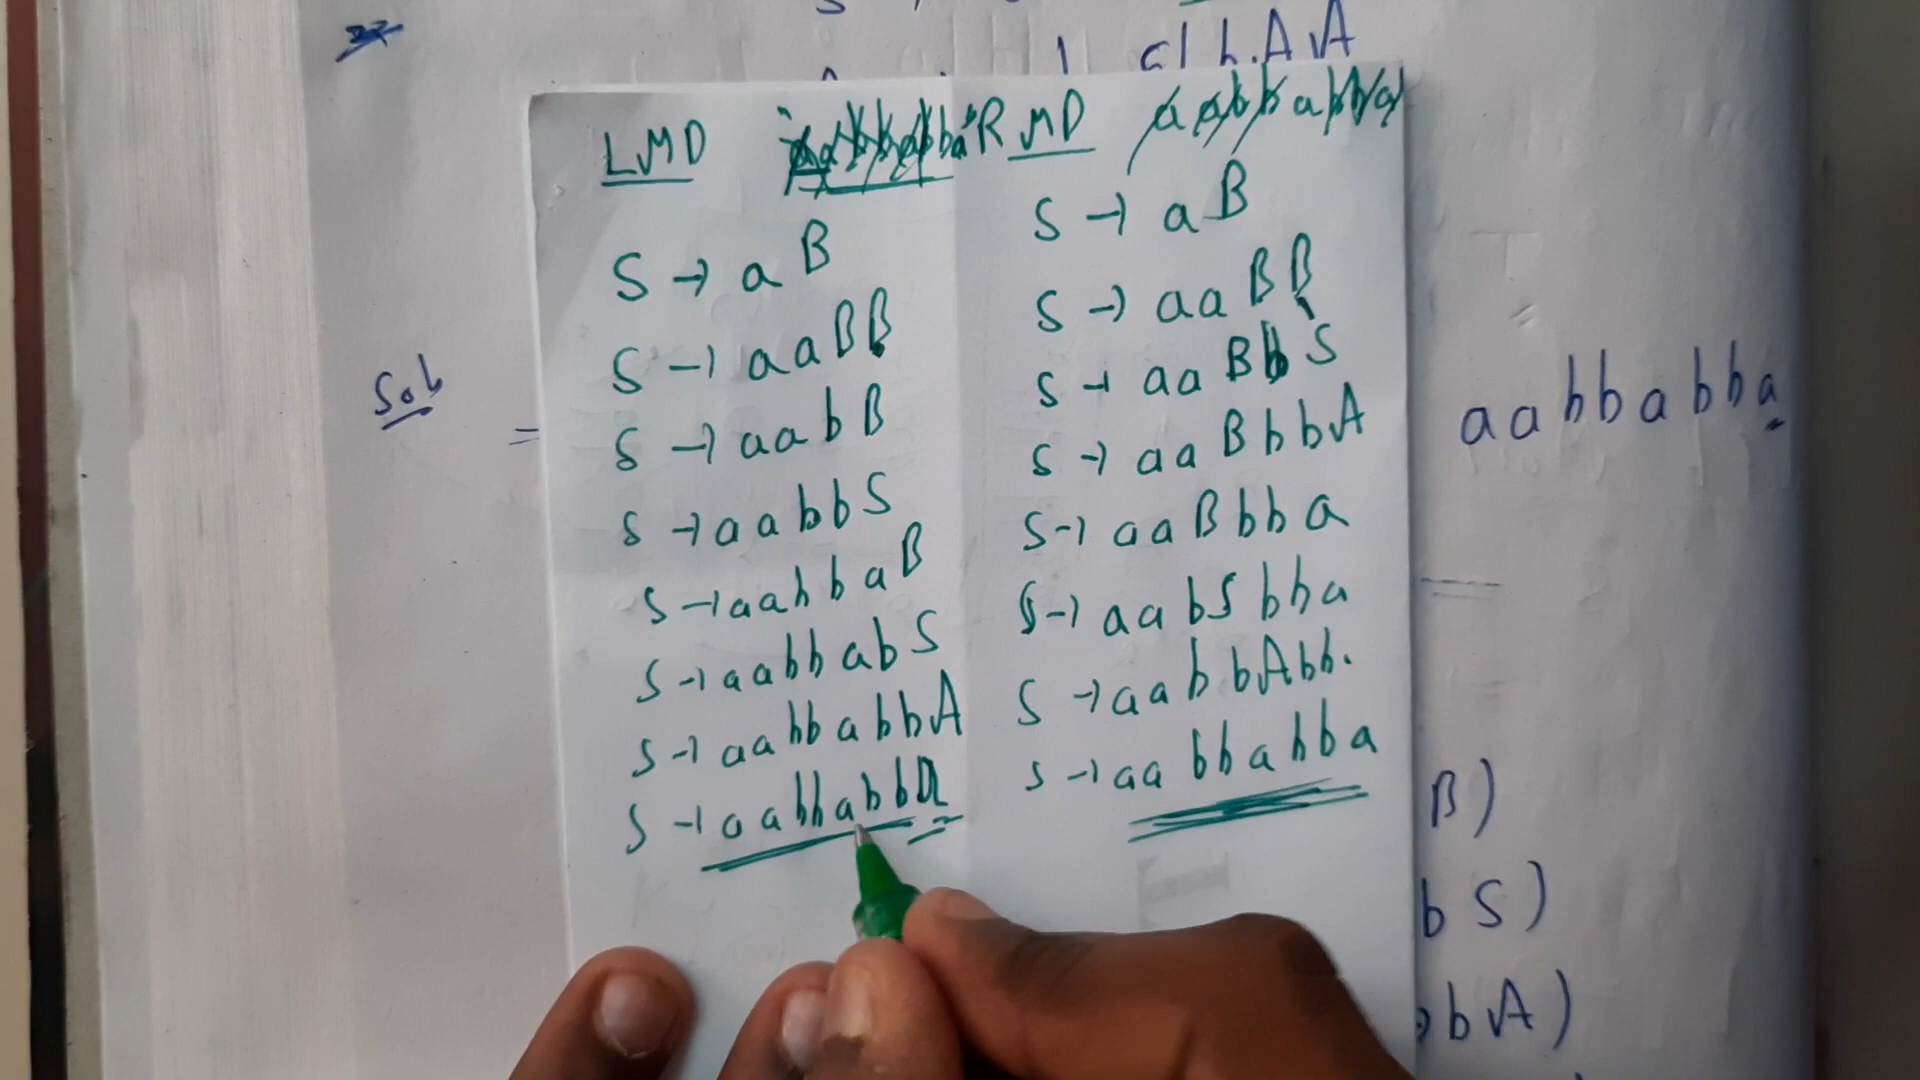 a | b A A
LMD
S → aB
S → aaBB
S → aabB
S → aabbS
S → aabbaB
S → aabbabS
S → aabbabbA
S → aabbabba
RMD aabbabba
S → aB
S → aaBB
S → aaBbS
S → aaBbbA
S → aaBbba
S → aabSbba
S → aabbAbb.
S → aabbabba
Sol
=
aabbabba
B)
bS)
bA)